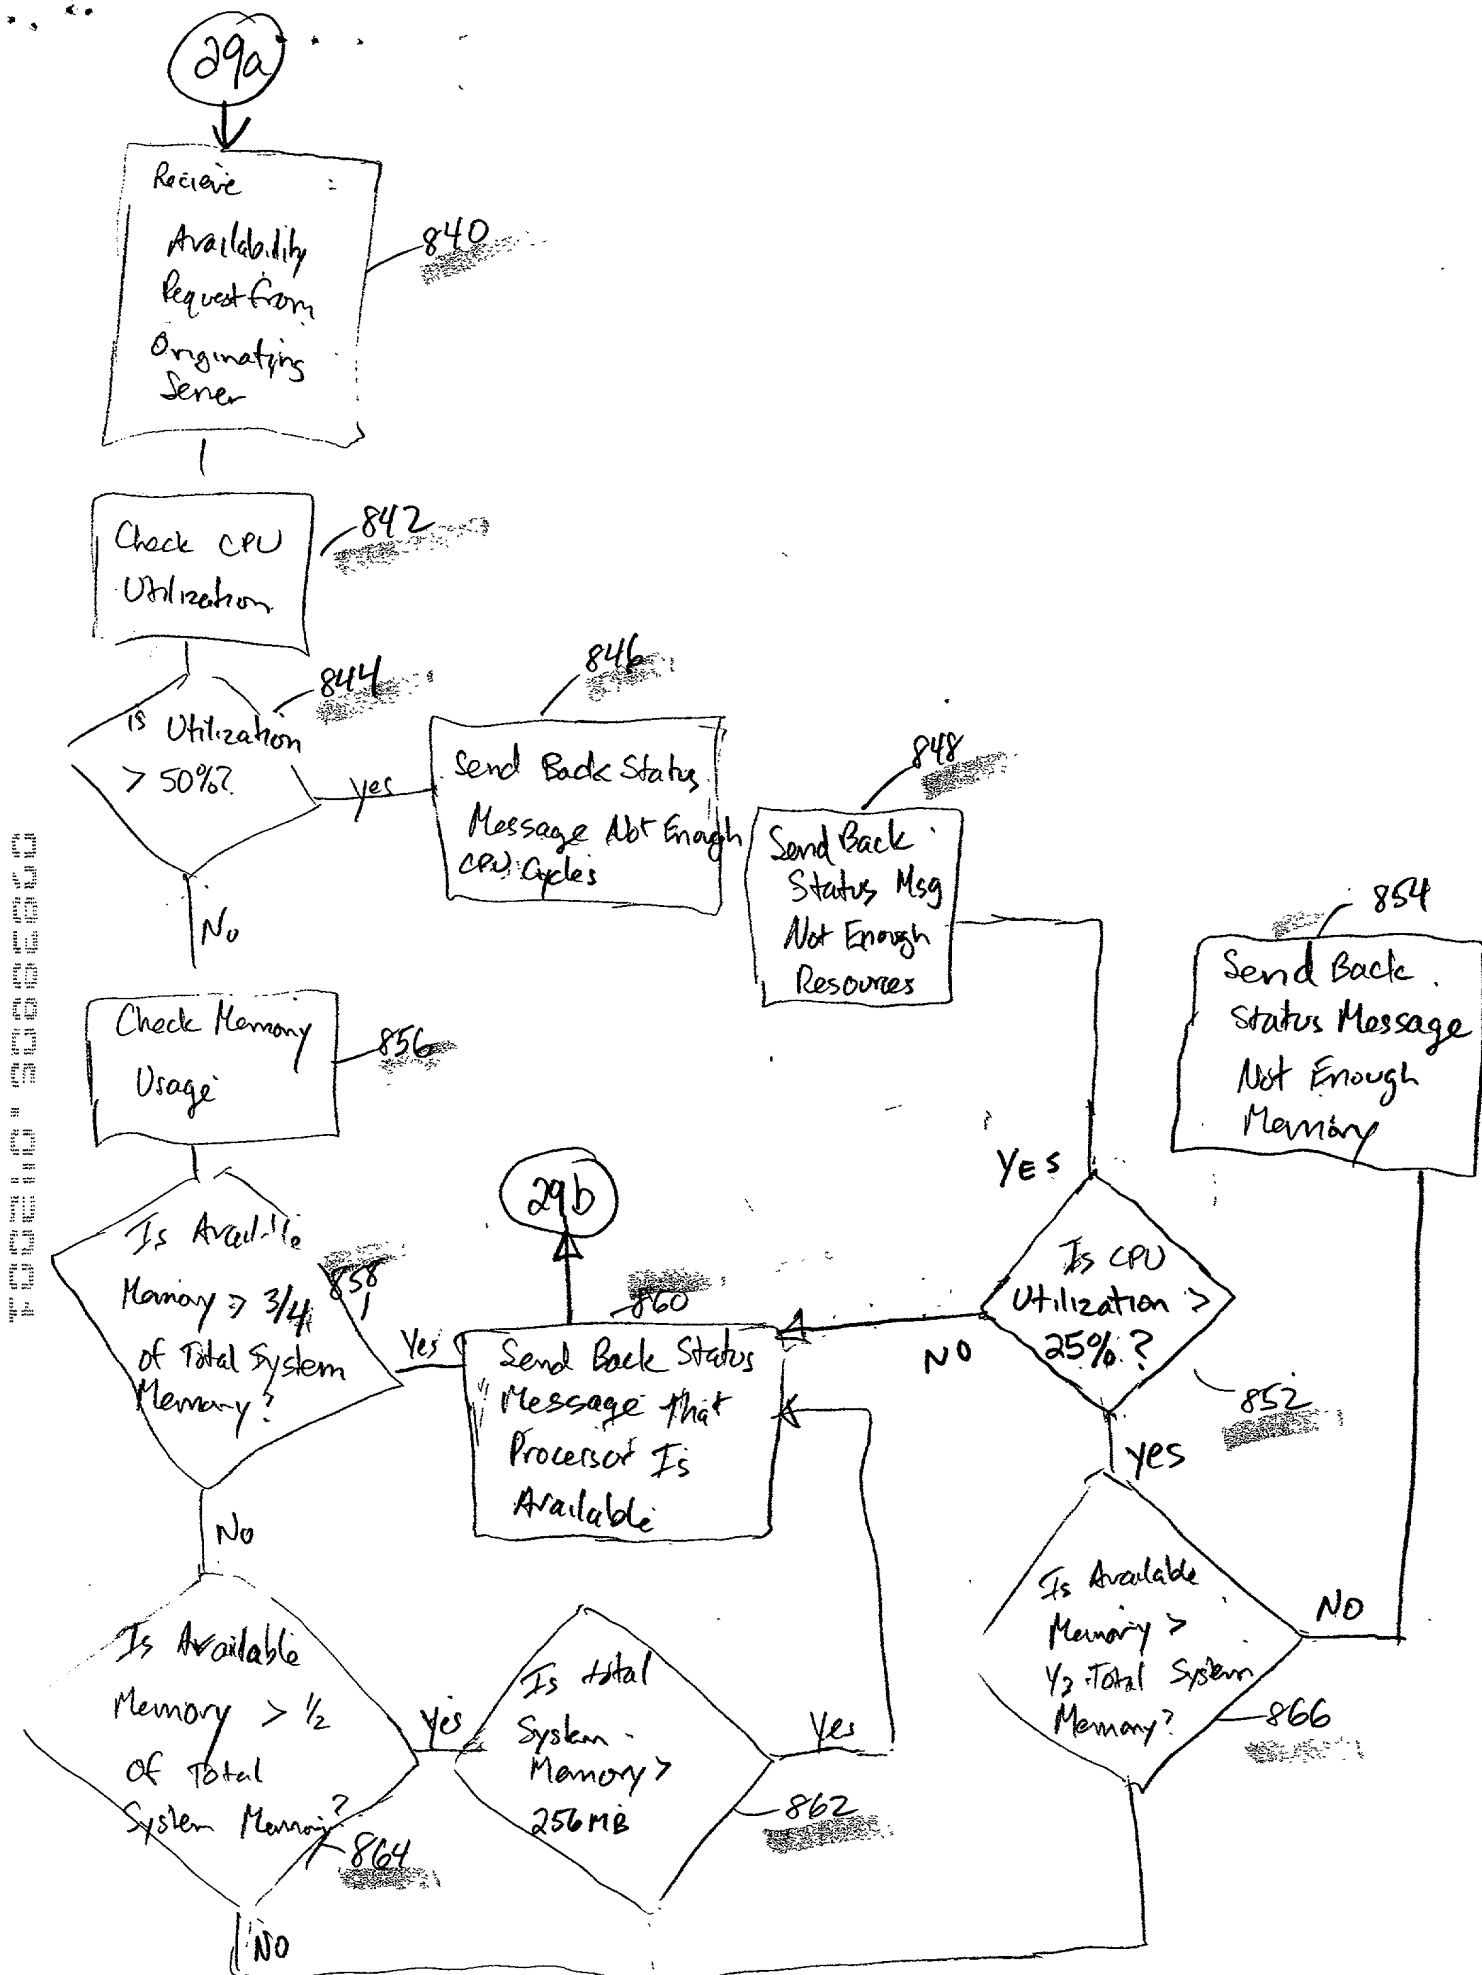 29a
Recieve
Availability
Request from
Originating
Server
840
Check CPU
Utilization
842
is Utilization
> 50%?
844
yes
No
Send Back Status
Message Not Enough
CPU Cycles
846
Send Back
Status Msg
Not Enough
Resources
848
Send Back
Status Message
Not Enough
Memory
854
Check Memory
Usage
856
Is Available
Memory > 3/4
of Total System
Memory?
858
Yes
No
29b
860
Send Back Status
Message that
Processor Is
Available
YES
Is CPU
Utilization >
25%?
NO
852
yes
Is Available
Memory > 1/2
of Total
System Memory?
864
yes
NO
Is total
System
Memory >
256 MB
862
yes
Is Available
Memory >
Total System
Memory?
866
NO